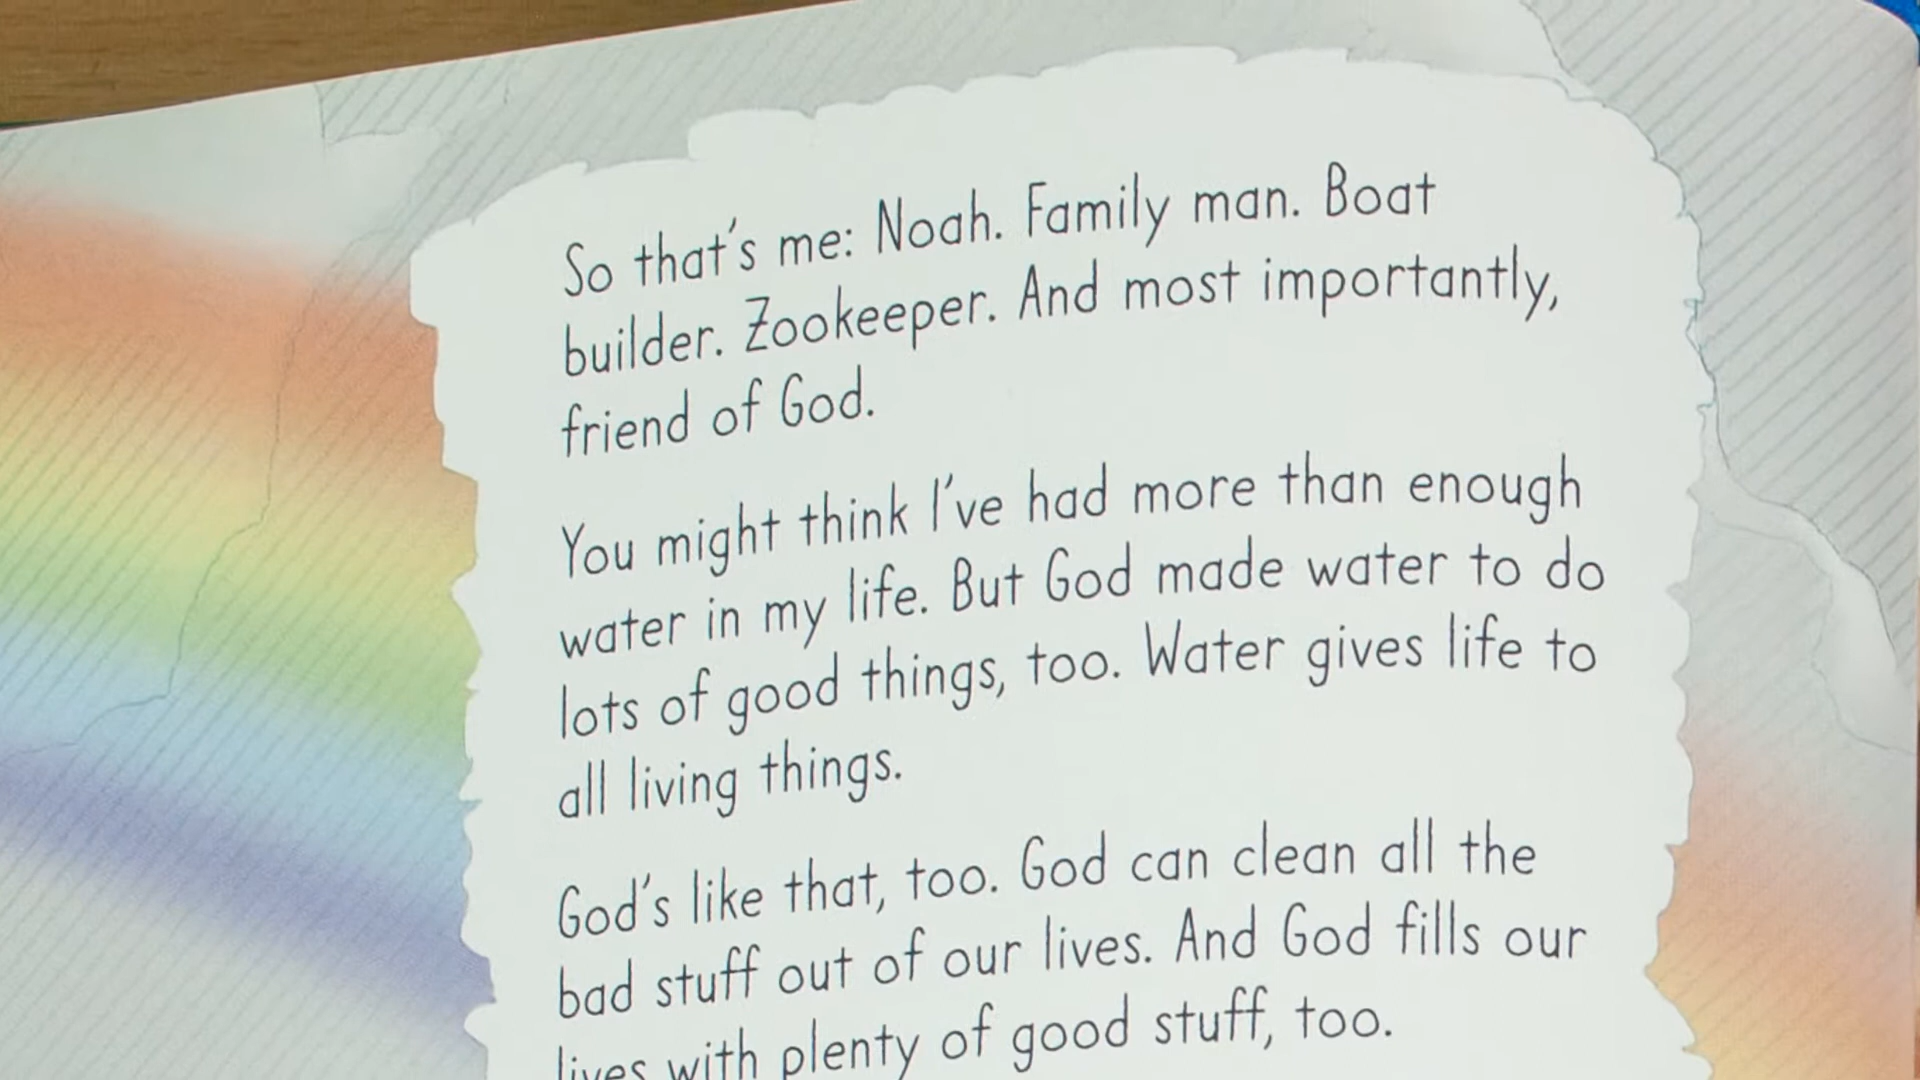 So that's me: Noah. Family man. Boat
builder. Zookeeper. And most importantly,
friend of God.
You might think I've had more than enough
water in my life. But God made water to do
lots of good things, too. Water gives life to
all living things.
God's like that, too. God can clean all the
bad stuff out of our lives. And God fills our
lives with plenty of good stuff, too.